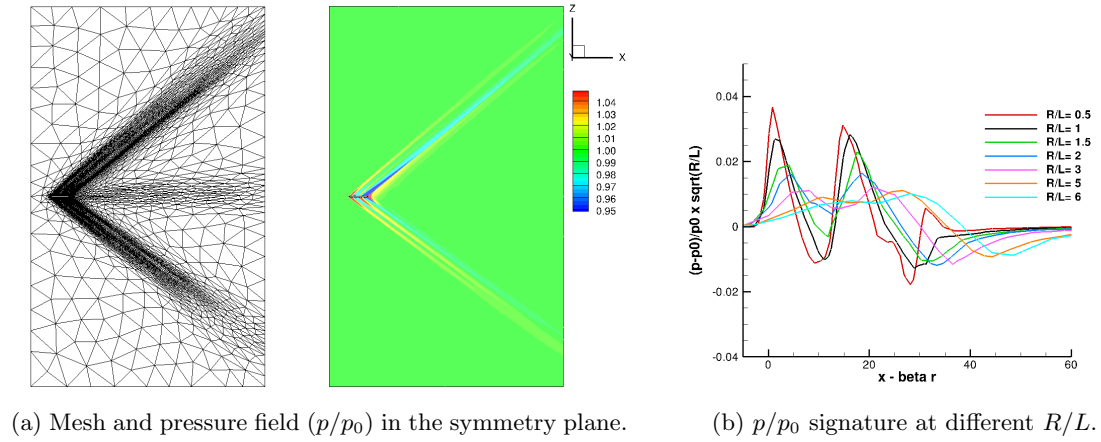 Z
X
1.04
1.03
1.02
1.01
1.00
0.99
0.98
0.97
0.96
0.95
(p-p0)/p0 x sqrt(R/L)
0.04
0.02
0
-0.02
-0.04
0
20
40
60
x - beta r
R/L= 0.5
R/L= 1
R/L= 1.5
R/L= 2
R/L= 3
R/L= 5
R/L= 6
(a) Mesh and pressure field (p/p₀) in the symmetry plane.
(b) p/p₀ signature at different R/L.